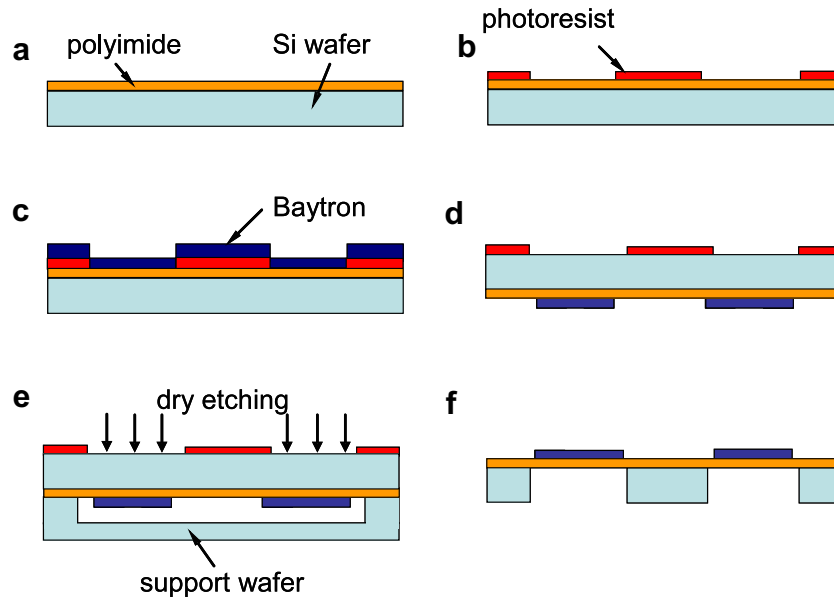 a
polyimide
Si wafer
b
photoresist
c
Baytron
d
e
dry etching
support wafer
f